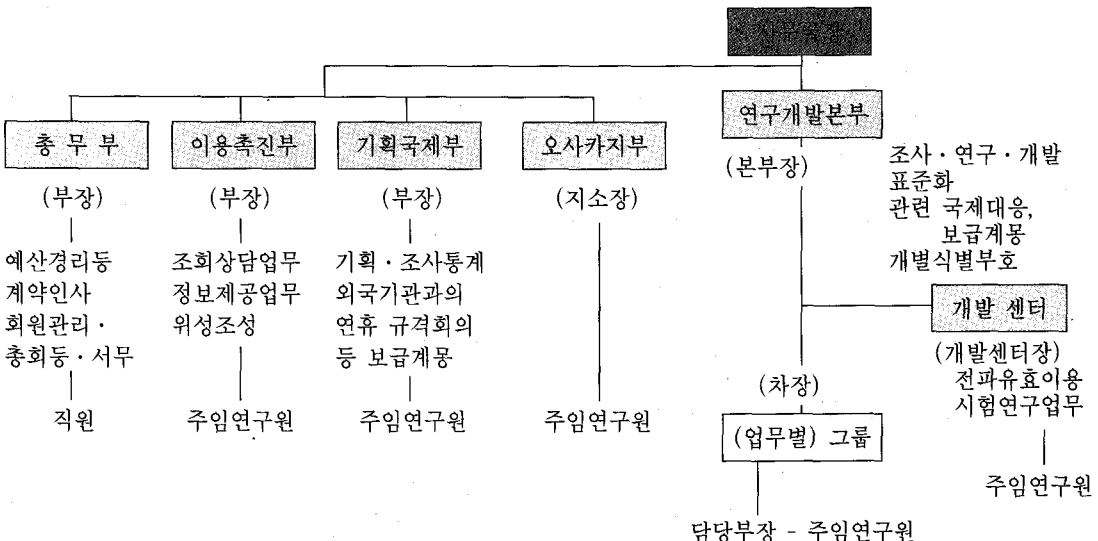 연구개발본부
총 무 부
이용촉진부
기획국제부
오사카지부
(부장)
(부장)
(부장)
(지소장)
(본부장)
조사・연구・개발
표준화
관련 국제대응,
보급계몽
개별식별부호
예산경리등
계약인사
회원관리・
총회등・서무
조회상담업무
정보제공업무
위성조성
기획・조사통계
외국기관과의
연휴 규격회의
등 보급계몽
개발 센터
(개발센터장)
전파유효이용
시험연구업무
(차장)
직원
주임연구원
주임연구원
주임연구원
(업무별) 그룹
주임연구원
담당부장 - 주임연구원